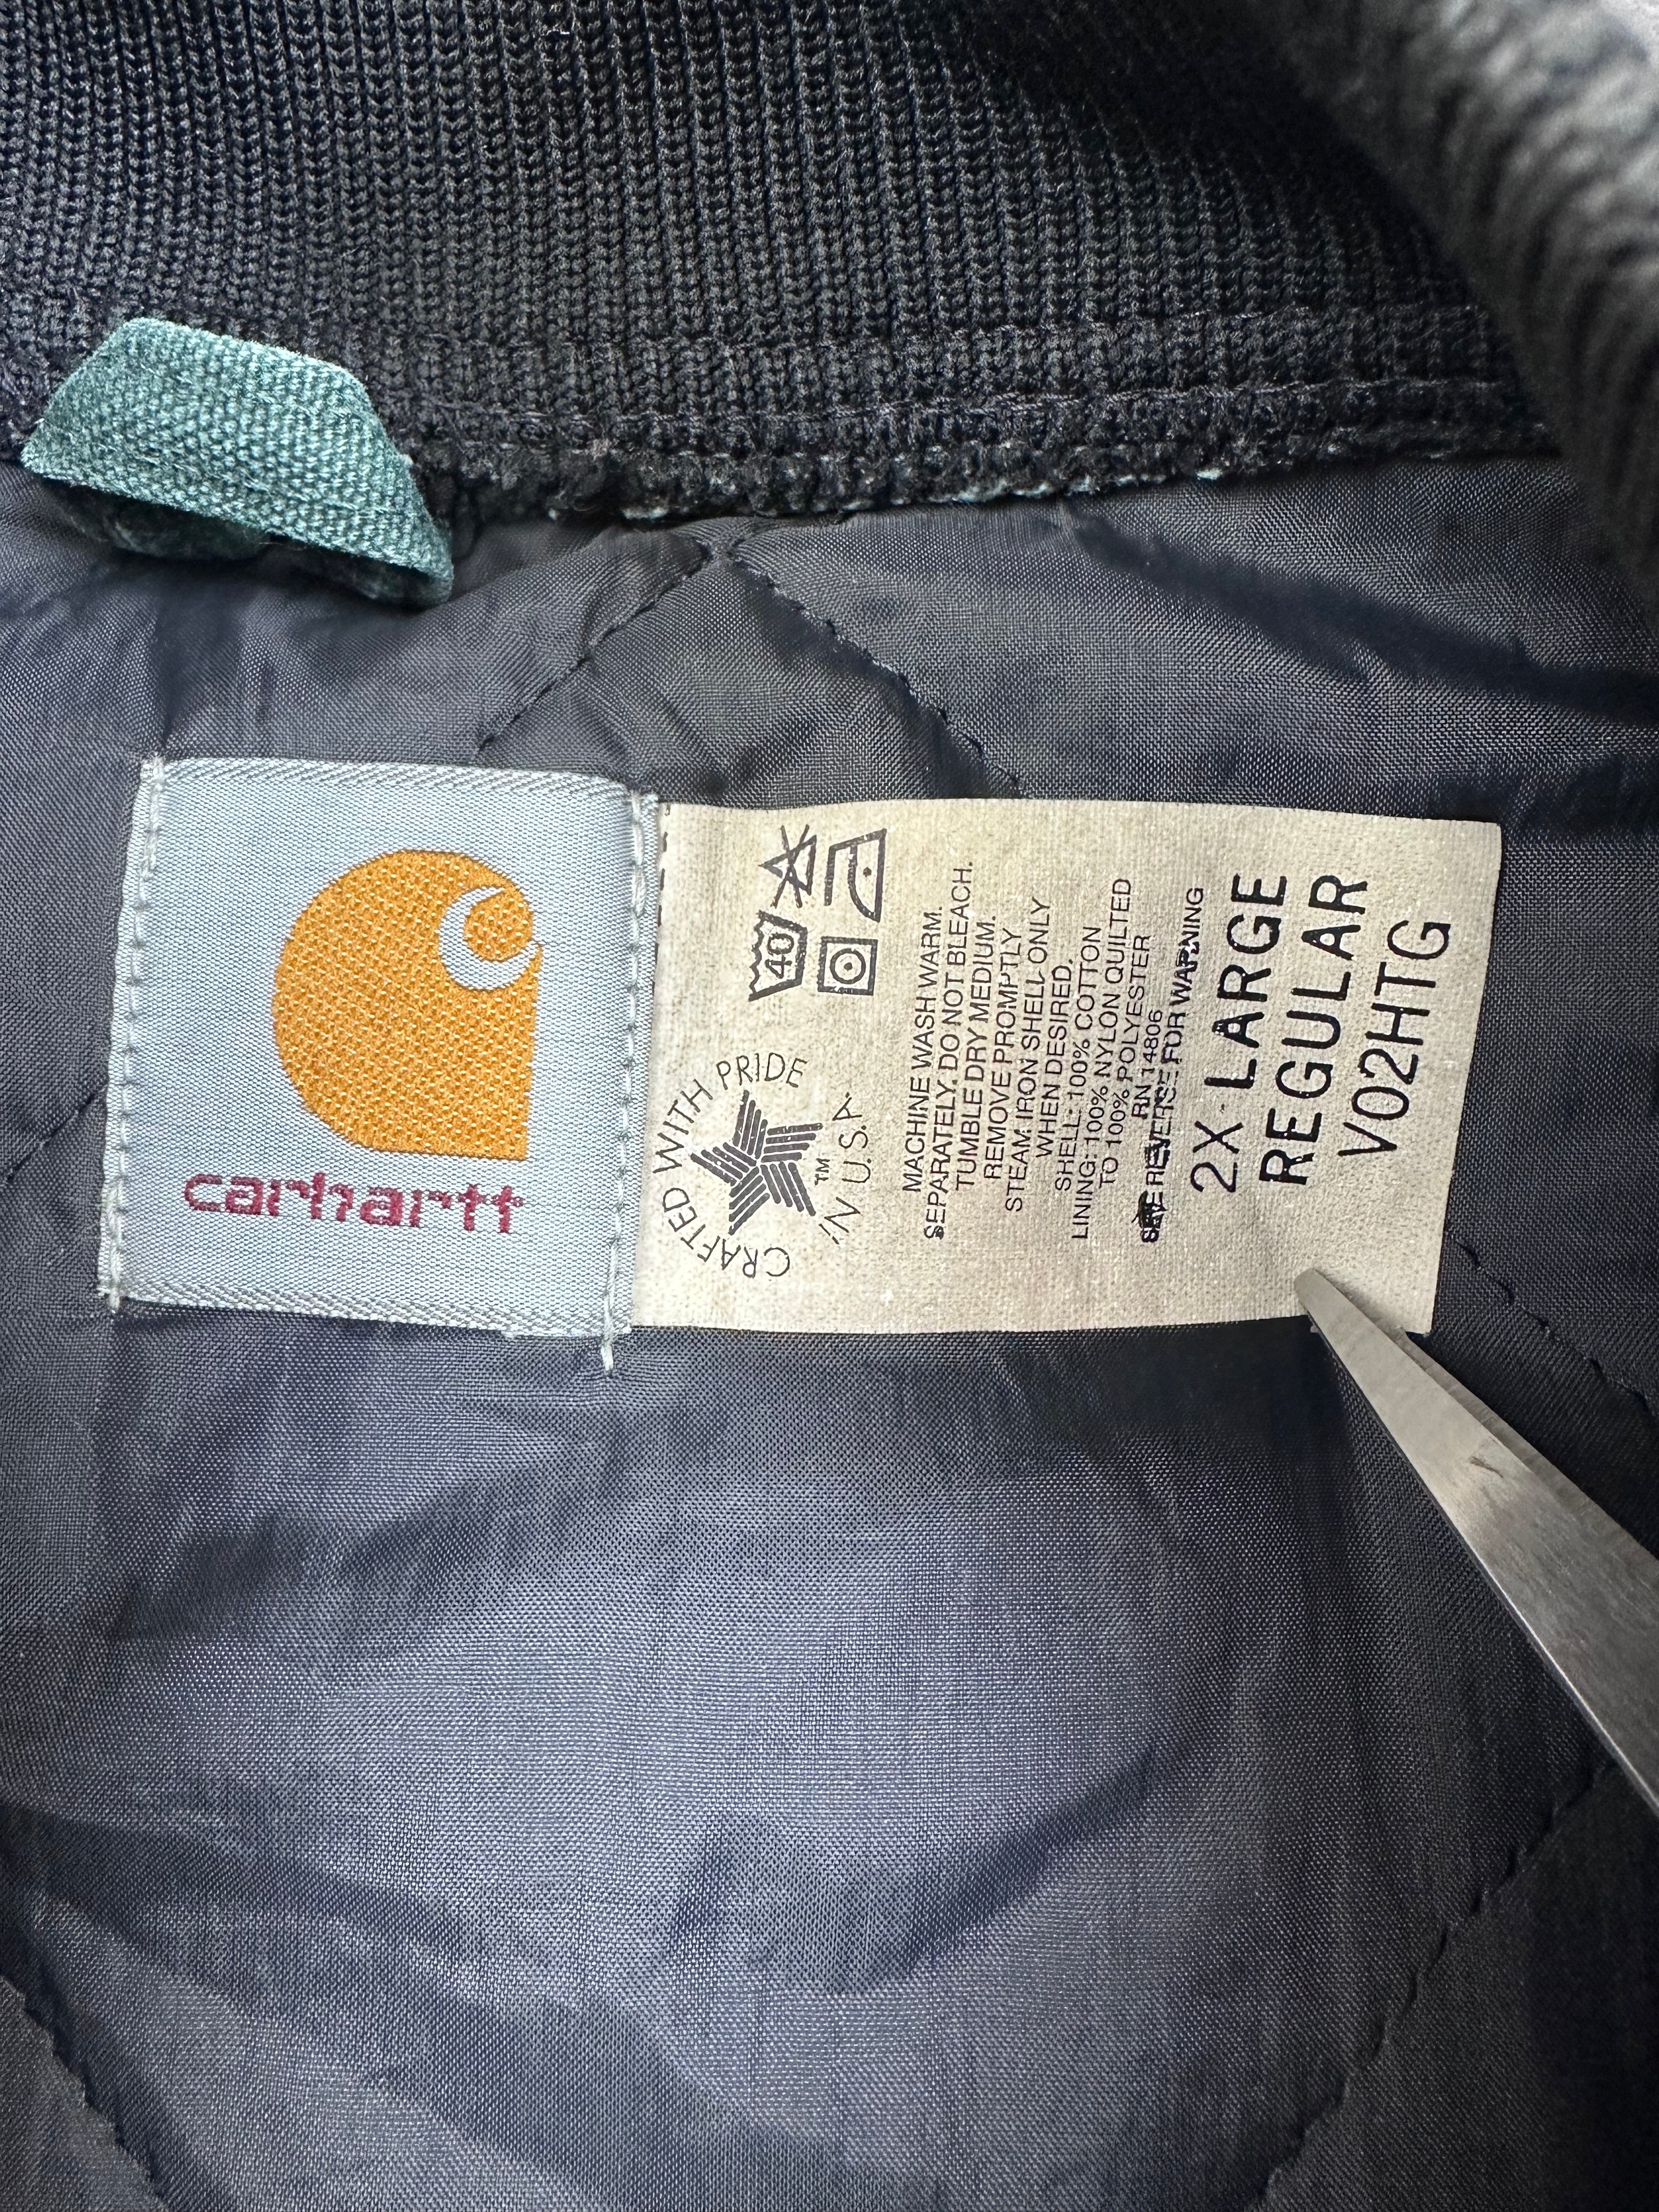 carhartt
CRAFTED WITH PRIDE
IN U.S.A.
TM
40
MACHINE WASH WARM.
SEPARATELY. DO NOT BLEACH.
TUMBLE DRY MEDIUM.
REMOVE PROMPTLY
STEAM. IRON SHELL ONLY
WHEN DESIRED.
SHELL: 100% COTTON
LINING: 100% NYLON QUILTED
TO 100% POLYESTER
RN 14806
SEE REVERSE FOR WARNING
2X LARGE
REGULAR
V02HTG